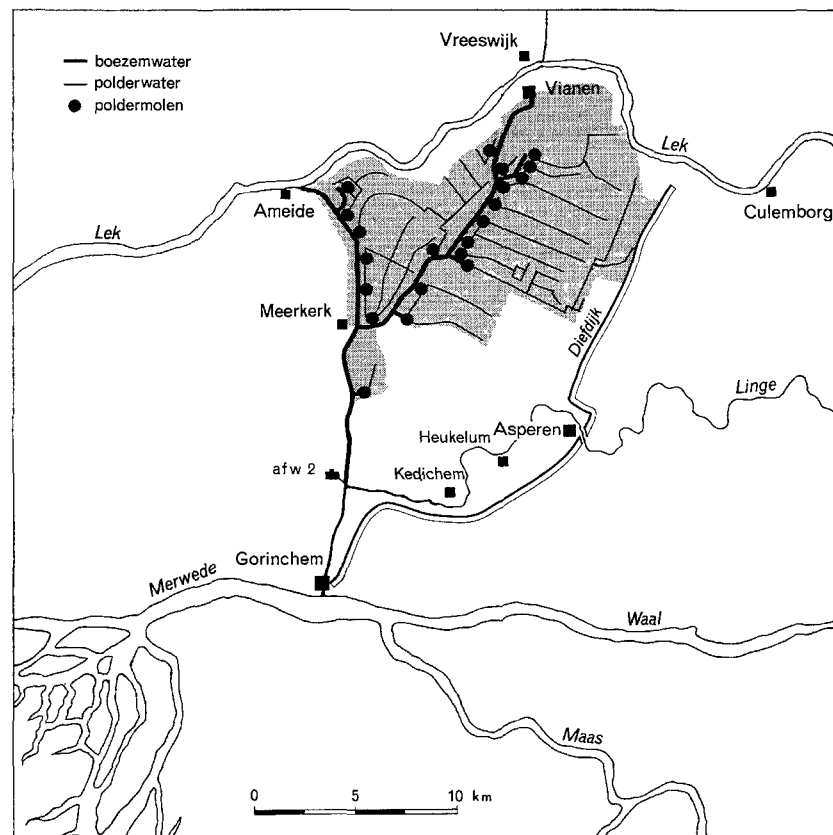 Vreeswijk
boezemwater
polderwater
poldermolen
Vianen
Lek
Ameide
Culemborg
Lek
Meerkerk
Diefdijk
Linge
Asperen
Heukelum
afw 2
Kedichem
Gorinchem
Merwede
Waal
Maas
0 5 10 km